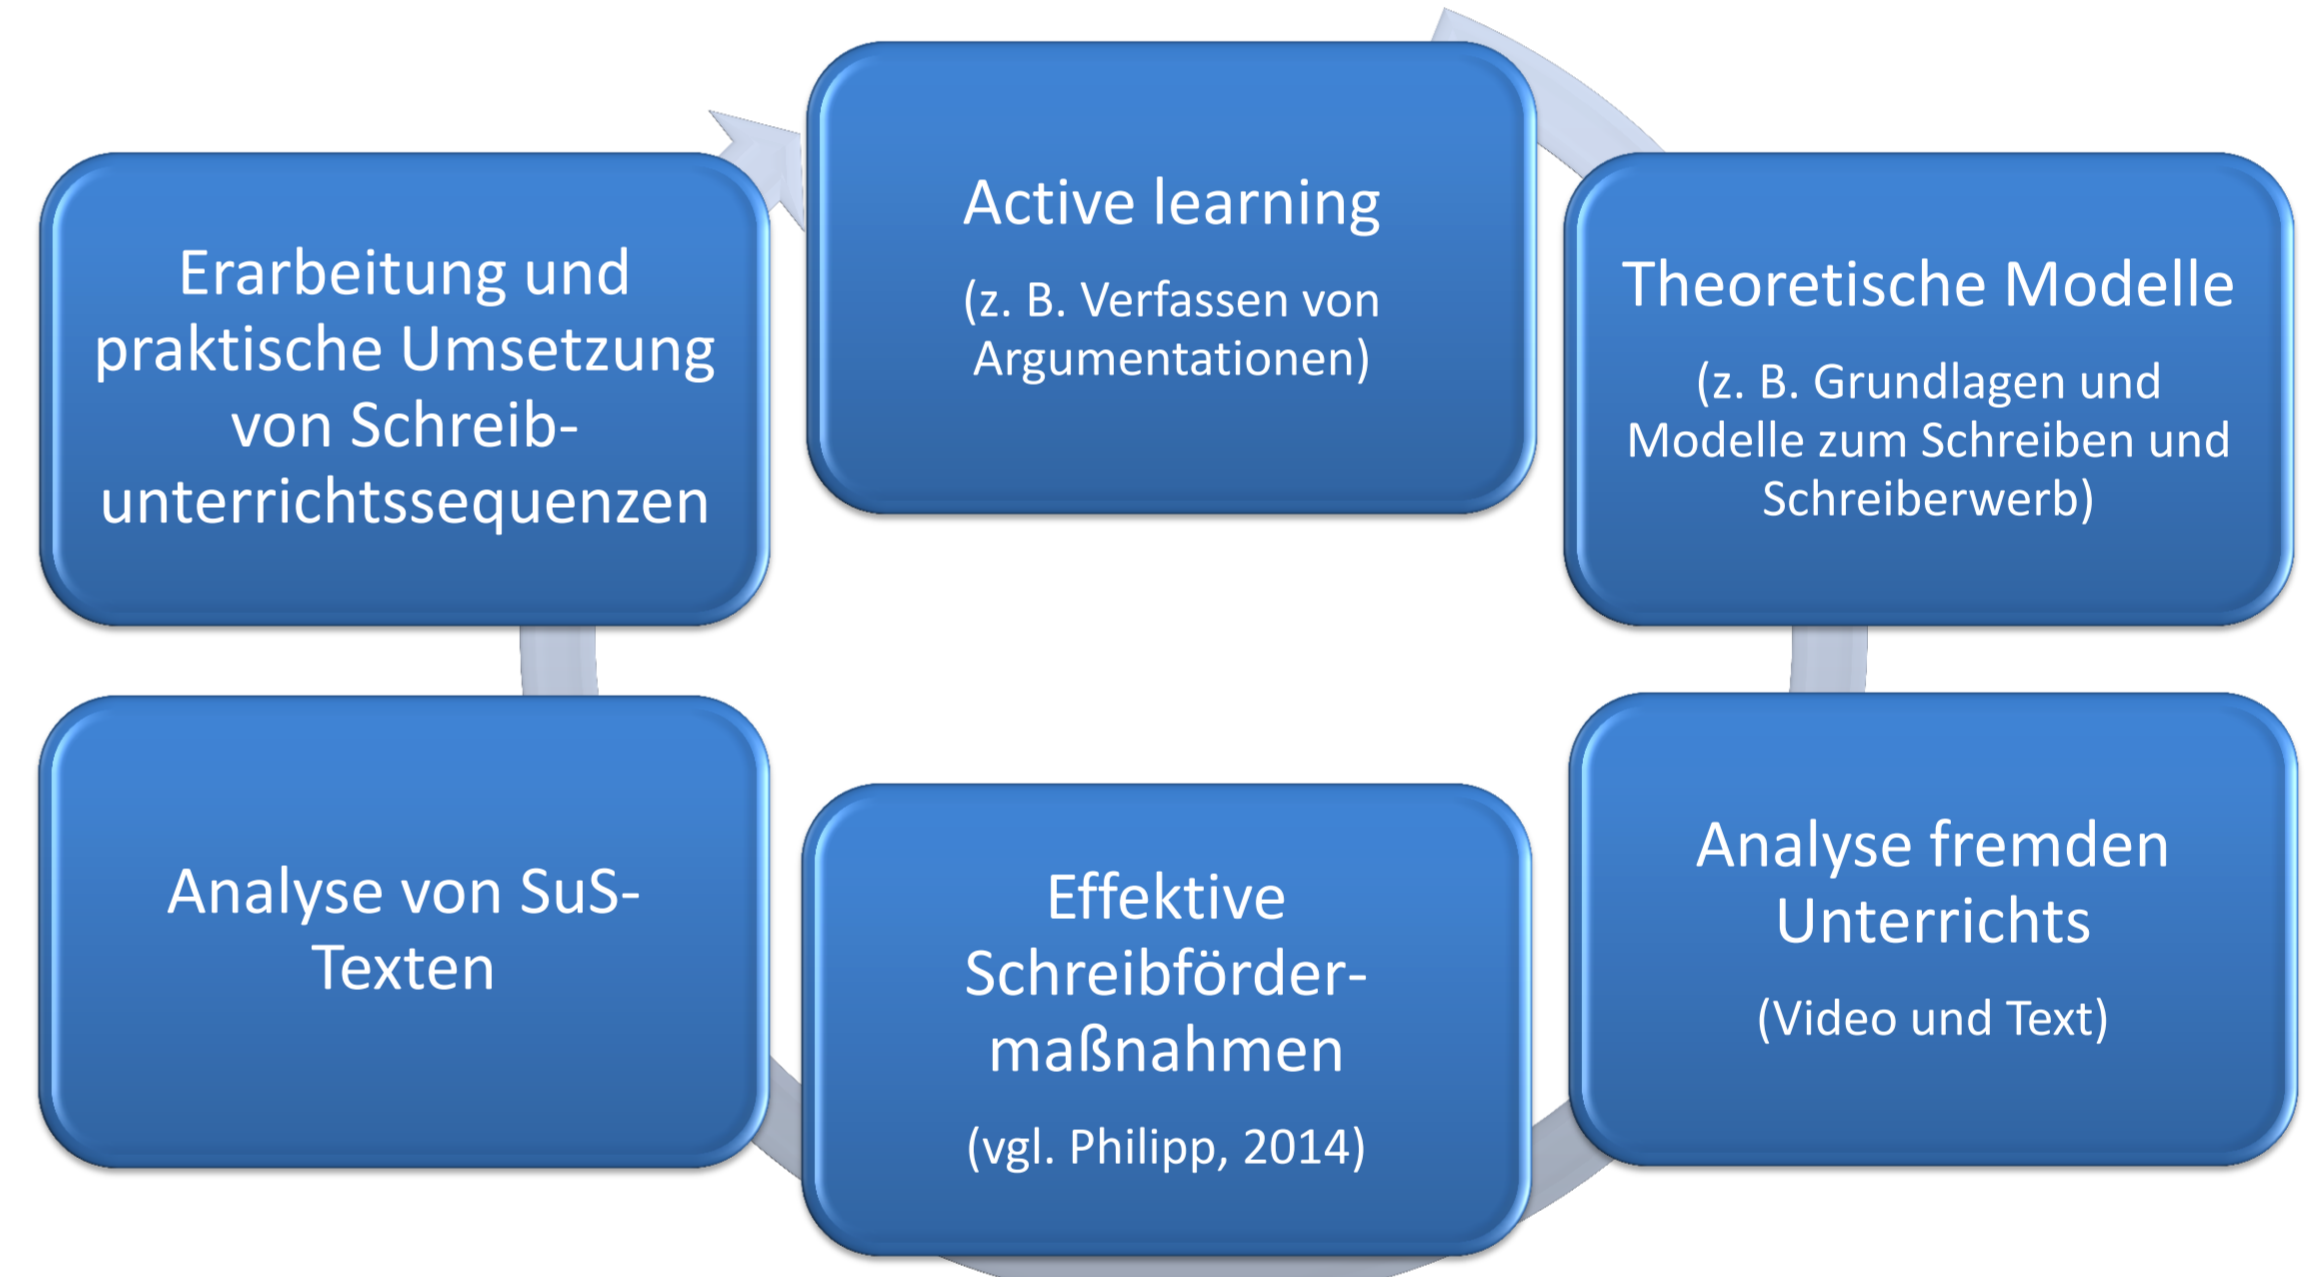 Active learning
(z. B. Verfassen von
Argumentationen)
Theoretische Modelle
(z. B. Grundlagen und
Modelle zum Schreiben und
Schreiberwerb)
Analyse fremden
Unterrichts
(Video und Text)
Effektive
Schreibförder-
maßnahmen
(vgl. Philipp, 2014)
Analyse von SuS-
Texten
Erarbeitung und
praktische Umsetzung
von Schreib-
unterrichtssequenzen